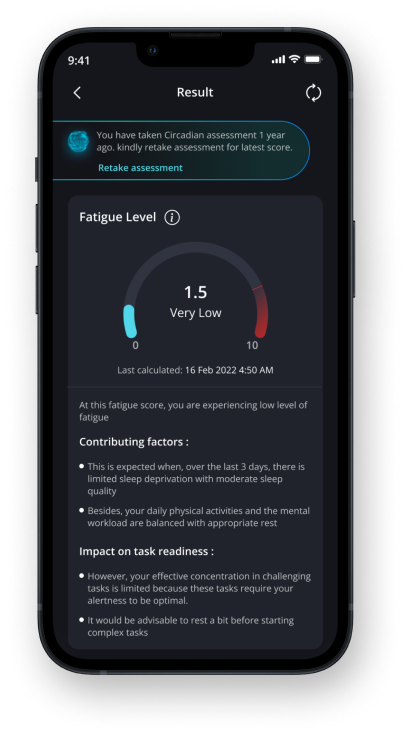 9:41
Result
You have taken Circadian assessment 1 year
ago. kindly retake assessment for latest score.
Retake assessment
Fatigue Level
1.5
Very Low
0
10
Last calculated: 16 Feb 2022 4:50 AM
At this fatigue score, you are experiencing low level of
fatigue
Contributing factors :
This is expected when, over the last 3 days, there is
limited sleep deprivation with moderate sleep
quality
Besides, your daily physical activities and the mental
workload are balanced with appropriate rest
Impact on task readiness :
However, your effective concentration in challenging
tasks is limited because these tasks require your
alertness to be optimal.
It would be advisable to rest a bit before starting
complex tasks